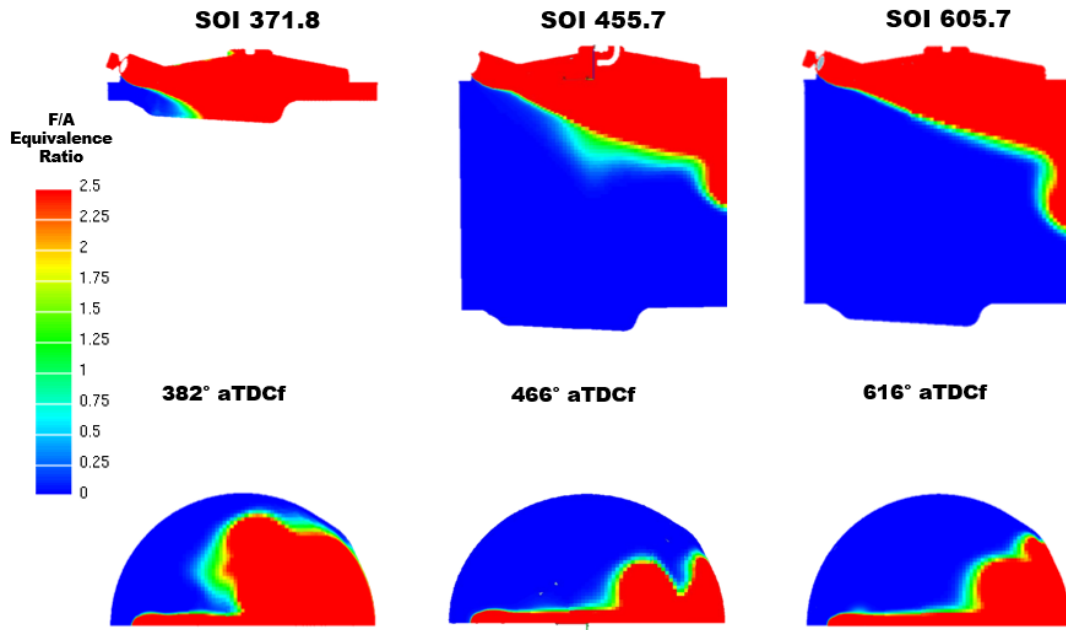 SOI 371.8
SOI 455.7
SOI 605.7
F/A
Equivalence
Ratio
2.5
2.25
2
1.75
1.5
1.25
1
0.75
0.5
0.25
0
382° aTDCf
466° aTDCf
616° aTDCf